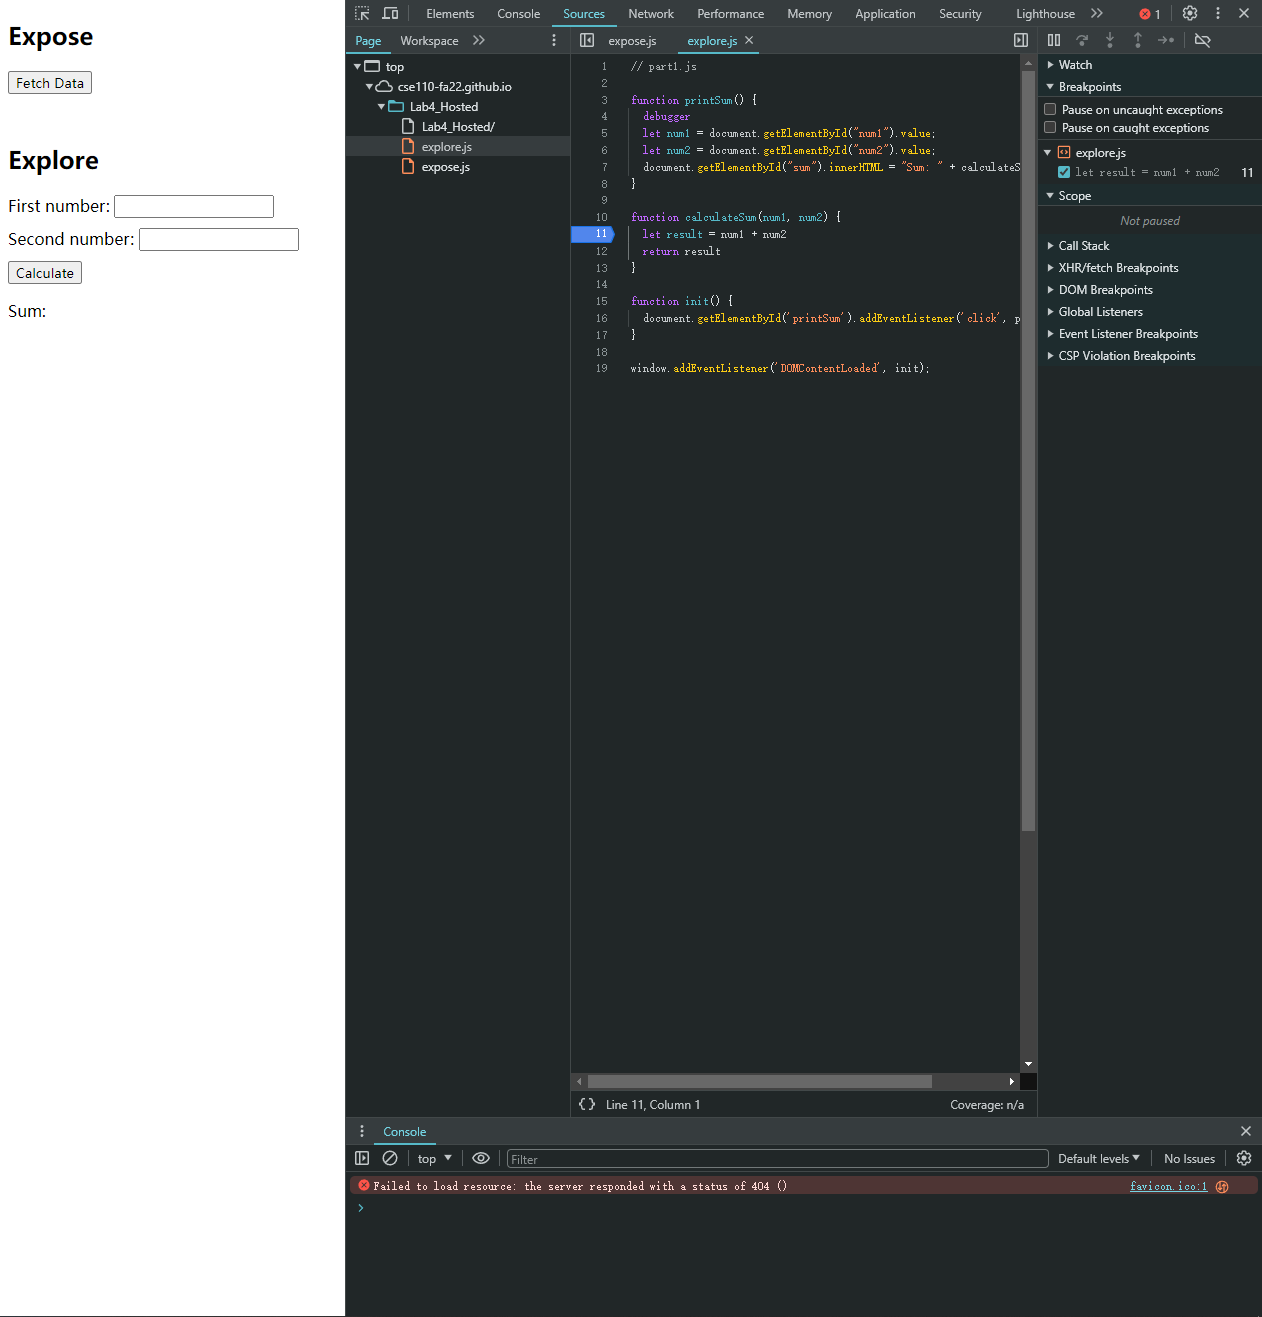 Expose
Fetch Data
Explore
First number:
Second number:
Calculate
Sum:
Elements Console Sources Network Performance Memory Application Security Lighthouse 1
Page Workspace
top
cse110-fa22.github.io
Lab4_Hosted
Lab4_Hosted/
explore.js
expose.js
expose.js explore.js
1 // part1.js
2
3 function printSum() {
4 debugger
5 let num1 = document.getElementById("num1").value;
6 let num2 = document.getElementById("num2").value;
7 document.getElementById("sum").innerHTML = "Sum: " + calculateS
8 }
9
10 function calculateSum(num1, num2) {
11 let result = num1 + num2
12 return result
13 }
14
15 function init() {
16 document.getElementById('printSum').addEventListener('click', p
17 }
18
19 window.addEventListener('DOMContentLoaded', init);
{} Line 11, Column 1 Coverage: n/a
Watch
Breakpoints
Pause on uncaught exceptions
Pause on caught exceptions
explore.js
let result = num1 + num2 11
Scope
Not paused
Call Stack
XHR/fetch Breakpoints
DOM Breakpoints
Global Listeners
Event Listener Breakpoints
CSP Violation Breakpoints
Console
top Filter Default levels No Issues
Failed to load resource: the server responded with a status of 404 () favicon.ico:1